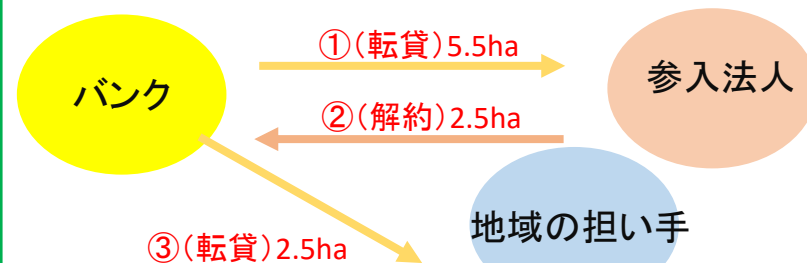 ①(転貸)5.5ha
バンク
参入法人
②(解約)2.5ha
地域の担い手
③(転貸)2.5ha